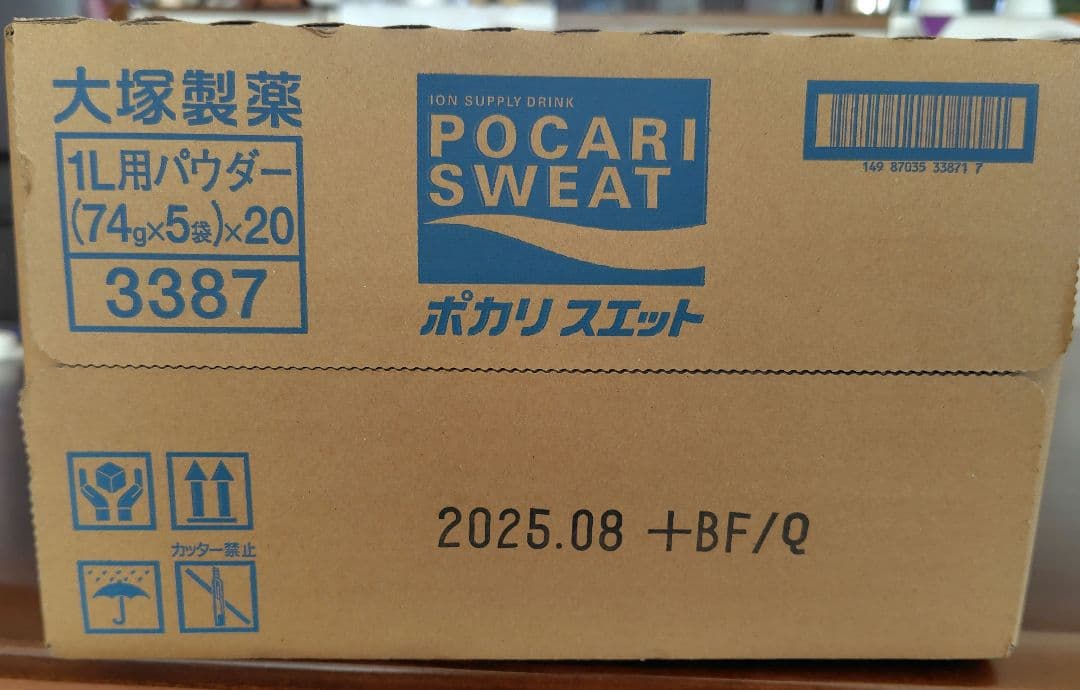 大塚製薬
1L用パウダー
(74g×5袋)×20
3387
ION SUPPLY DRINK
POCARI
SWEAT
ポカリスエット
149 87035 33871 7
カッター禁止
2025.08 +BF/Q